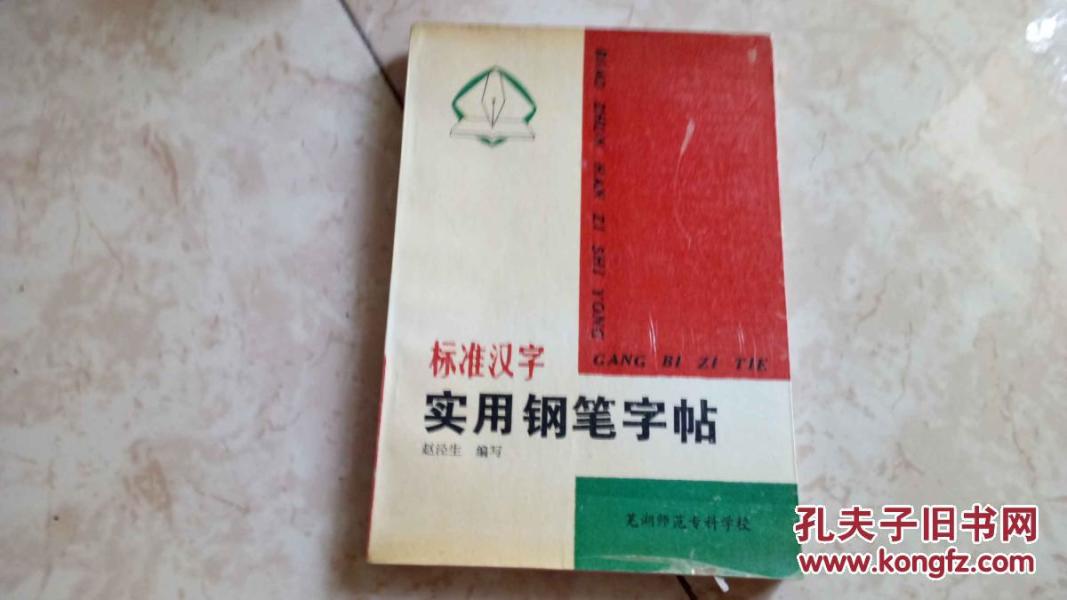 BIAO ZHUN HAN ZI SHI YONG
GANG BI ZI TIE
标准汉字
实用钢笔字帖
赵泾生 编写
芜湖师范专科学校
孔夫子旧书网
www.kongfz.com